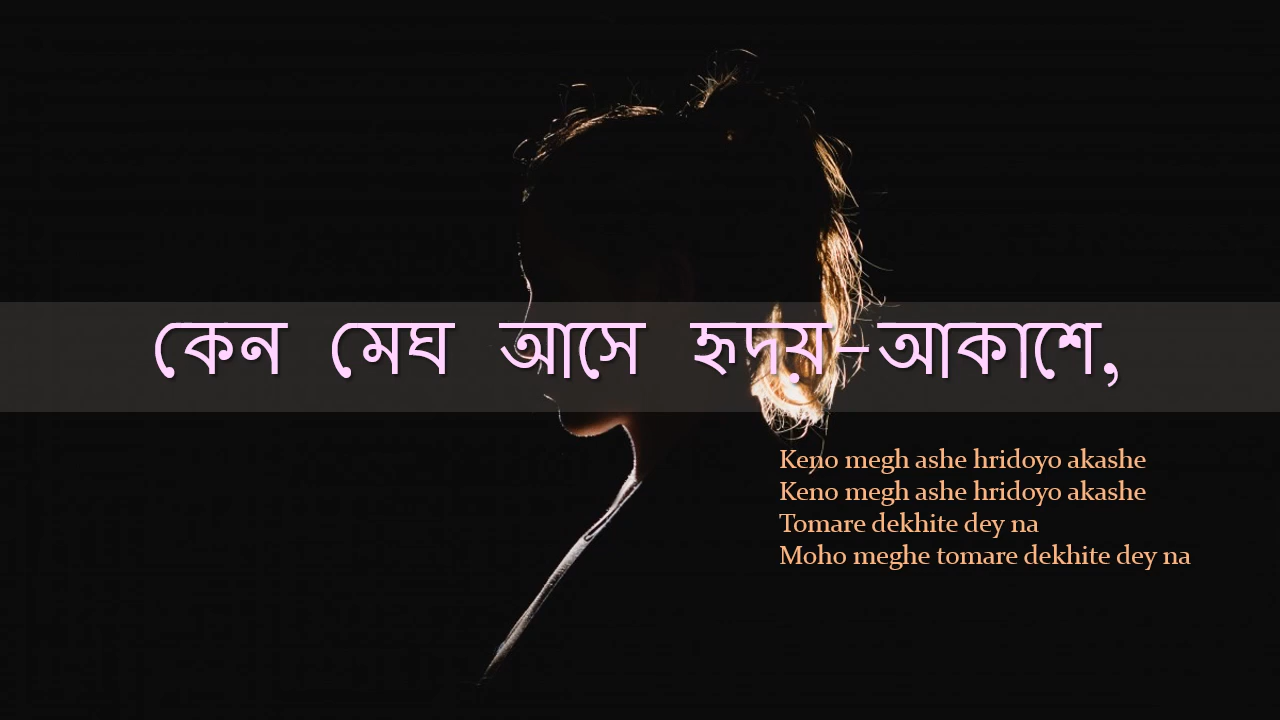 কেন মেঘ আসে হৃদয়-আকাশে,
Keno megh ashe hridoyo akashe
Keno megh ashe hridoyo akashe
Tomare dekhite dey na
Moho meghe tomare dekhite dey na